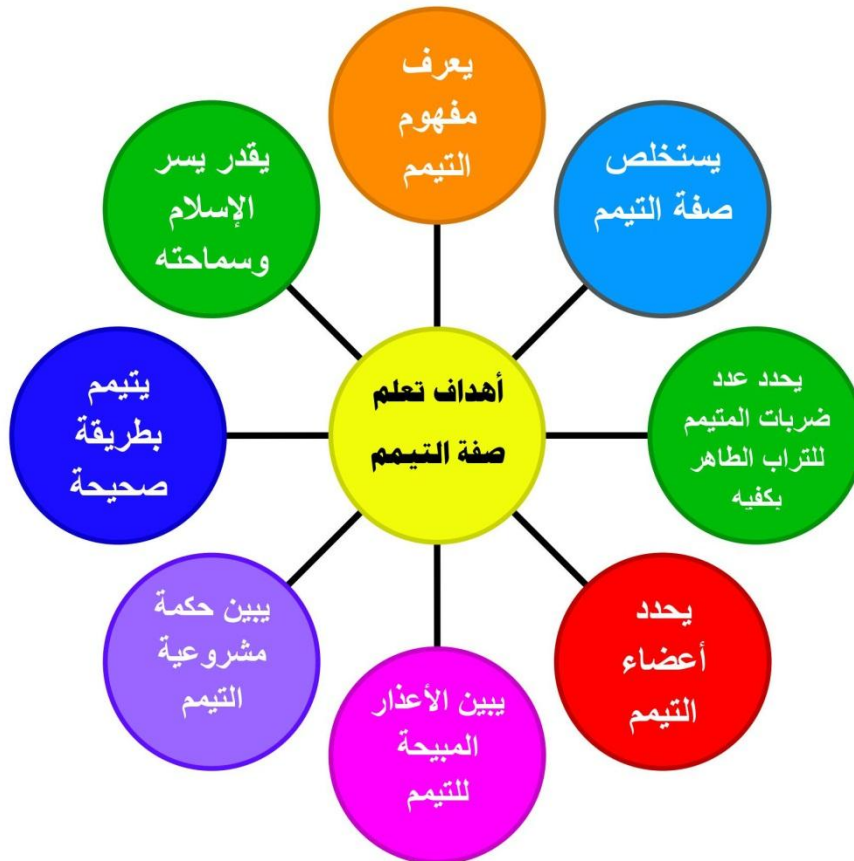 يعرف
مفهوم
التيمم
يستخلص
صفة التيمم
يحدد عدد
ضربات المتيمم
للتراب الطاهر
بكفيه
يحدد
أعضاء
التيمم
يبين الأعذار
المبيحة
للتيمم
يبين حكمة
مشروعية
التيمم
يتيمم
بطريقة
صحيحة
يقدر يسر
الإسلام
وسماحته
أهداف تعلم
صفة التيمم